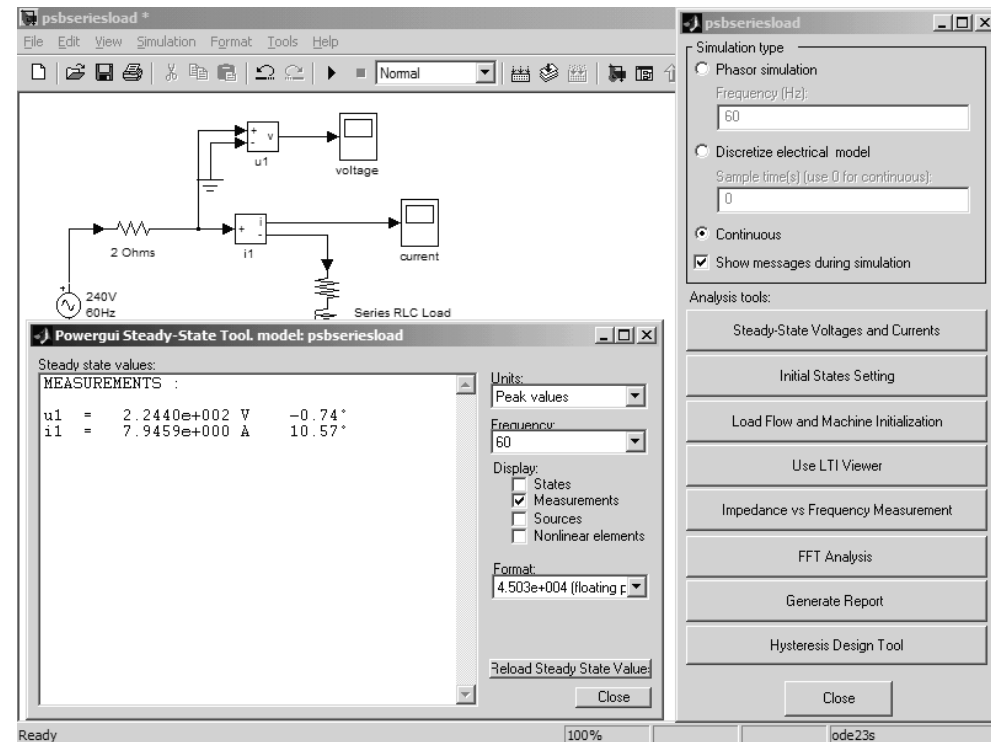 psbseriesload *
File Edit View Simulation Format Tools Help
Normal
+
-
v
u1
voltage
2 Ohms
+
i
-
i1
current
+
240V
60Hz
Series RLC Load
Powergui Steady-State Tool. model: psbseriesload
Steady state values:
MEASUREMENTS :
u1 = 2.2440e+002 V -0.74°
i1 = 7.9459e+000 A 10.57°
Units:
Peak values
Frequency:
60
Display:
States
Measurements
Sources
Nonlinear elements
Format:
4.503e+004 (floating p
Reload Steady State Value
Close
Ready
100%
ode23s
psbseriesload
Simulation type
Phasor simulation
Frequency (Hz):
60
Discretize electrical model
Sample time(s) (use 0 for continuous):
0
Continuous
Show messages during simulation
Analysis tools:
Steady-State Voltages and Currents
Initial States Setting
Load Flow and Machine Initialization
Use LTI Viewer
Impedance vs Frequency Measurement
FFT Analysis
Generate Report
Hysteresis Design Tool
Close